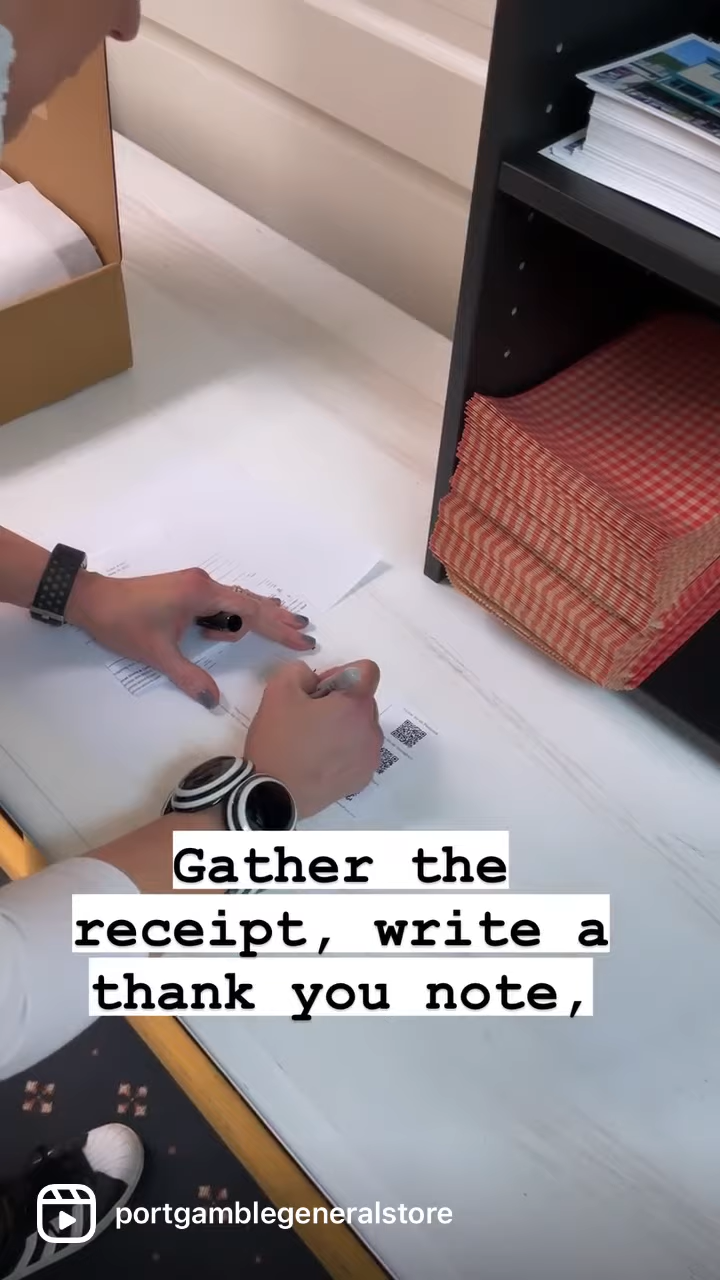 Gather the
receipt, write a
thank you note,
portgamblegeneralstore